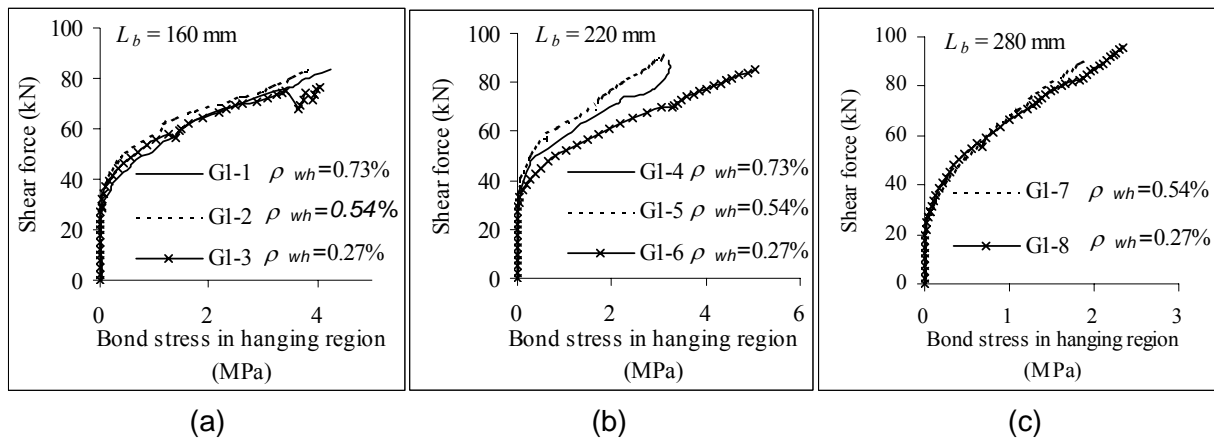 L b = 160 mm
100
80
60
40
20
0
Shear force (kN)
G1-1 ρ wh=0.73%
G1-2 ρ wh=0.54%
G1-3 ρ wh=0.27%
0 2 4
Bond stress in hanging region
(MPa)
(a)
L b = 220 mm
100
80
60
40
20
0
Shear force (kN)
G1-4 ρ wh=0.73%
G1-5 ρ wh=0.54%
G1-6 ρ wh=0.27%
0 2 4 6
Bond stress in hanging region
(MPa)
(b)
L b = 280 mm
100
80
60
40
20
0
Shear force (kN)
G1-7 ρ wh=0.54%
G1-8 ρ wh=0.27%
0 1 2 3
Bond stress in hanging region
(MPa)
(c)